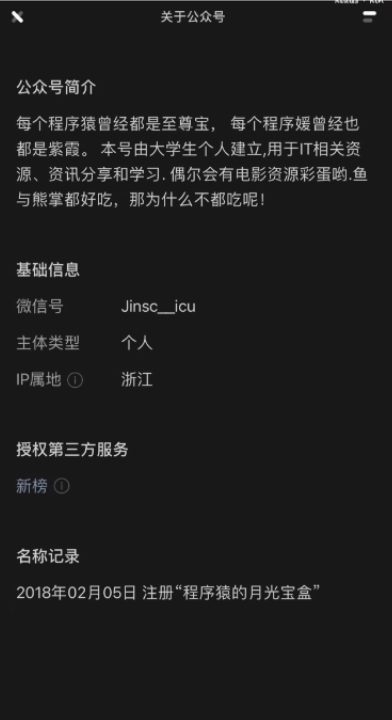 关于公众号
公众号简介
每个程序猿曾经都是至尊宝， 每个程序媛曾经也
都是紫霞。 本号由大学生个人建立,用于IT相关资
源、资讯分享和学习. 偶尔会有电影资源彩蛋哟.鱼
与熊掌都好吃，那为什么不都吃呢！
基础信息
微信号 Jinsc__icu
主体类型 个人
IP属地 浙江
授权第三方服务
新榜
名称记录
2018年02月05日 注册“程序猿的月光宝盒”